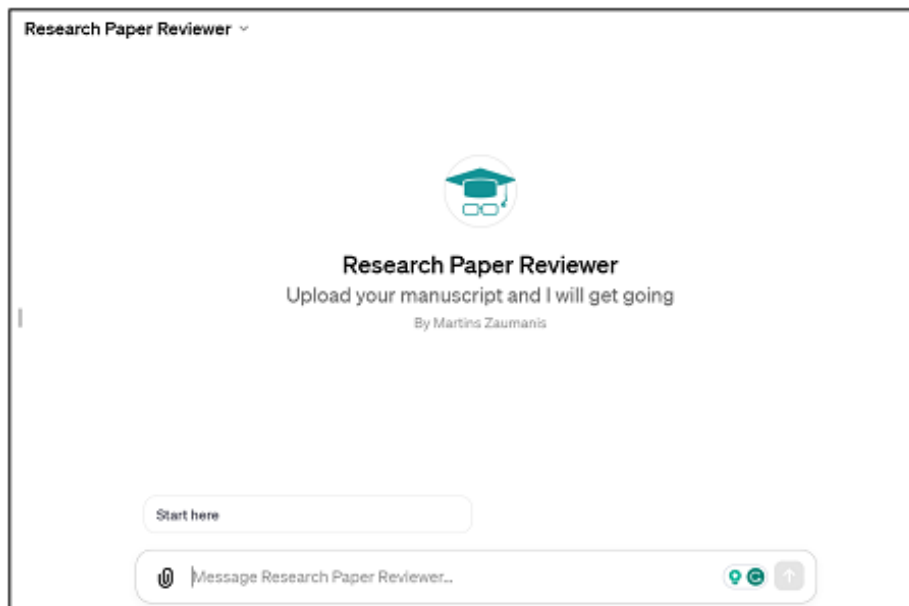 Research Paper Reviewer
Research Paper Reviewer
Upload your manuscript and I will get going
By Martins Zaumanis
Start here
Message Research Paper Reviewer...